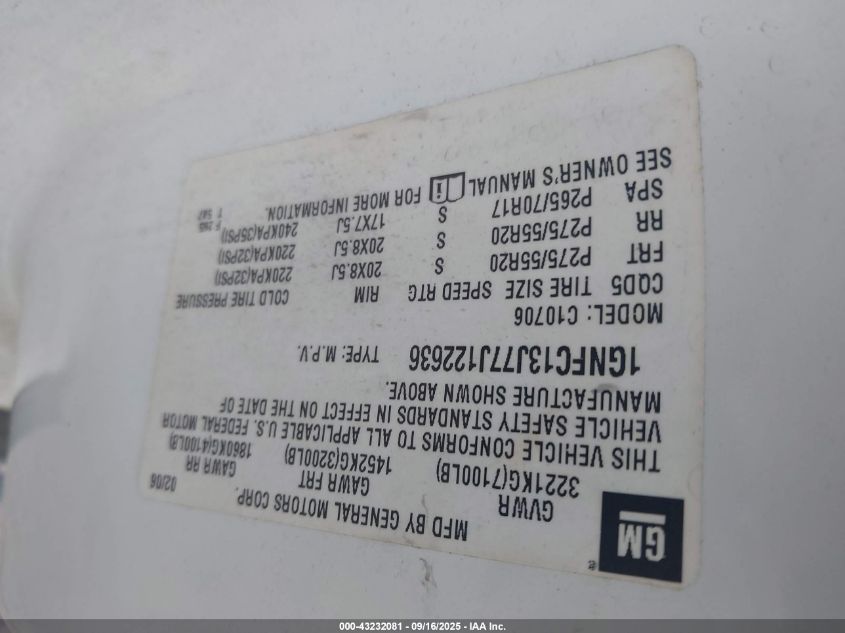 GM
MFD BY GENERAL MOTORS CORP. 02/06
GVWR GAWR FRT GAWR RR
3221KG(7100LB) 1452KG(3200LB) 1860KG(4100LB)
THIS VEHICLE CONFORMS TO ALL APPLICABLE U.S. FEDERAL MOTOR
VEHICLE SAFETY STANDARDS IN EFFECT ON THE DATE OF
MANUFACTURE SHOWN ABOVE.
1GNFC13J77J122636 TYPE: M.P.V.
MODEL: C10706
CQD5 TIRE SIZE SPEED RTG RIM COLD TIRE PRESSURE
FRT P275/55R20 S 20X8.5J 220KPA(32PSI)
RR P275/55R20 S 20X8.5J 220KPA(32PSI)
SPA P265/70R17 S 17X7.5J 240KPA(35PSI)
SEE OWNER'S MANUAL FOR MORE INFORMATION.
000-43232081 - 09/16/2025 - IAA Inc.